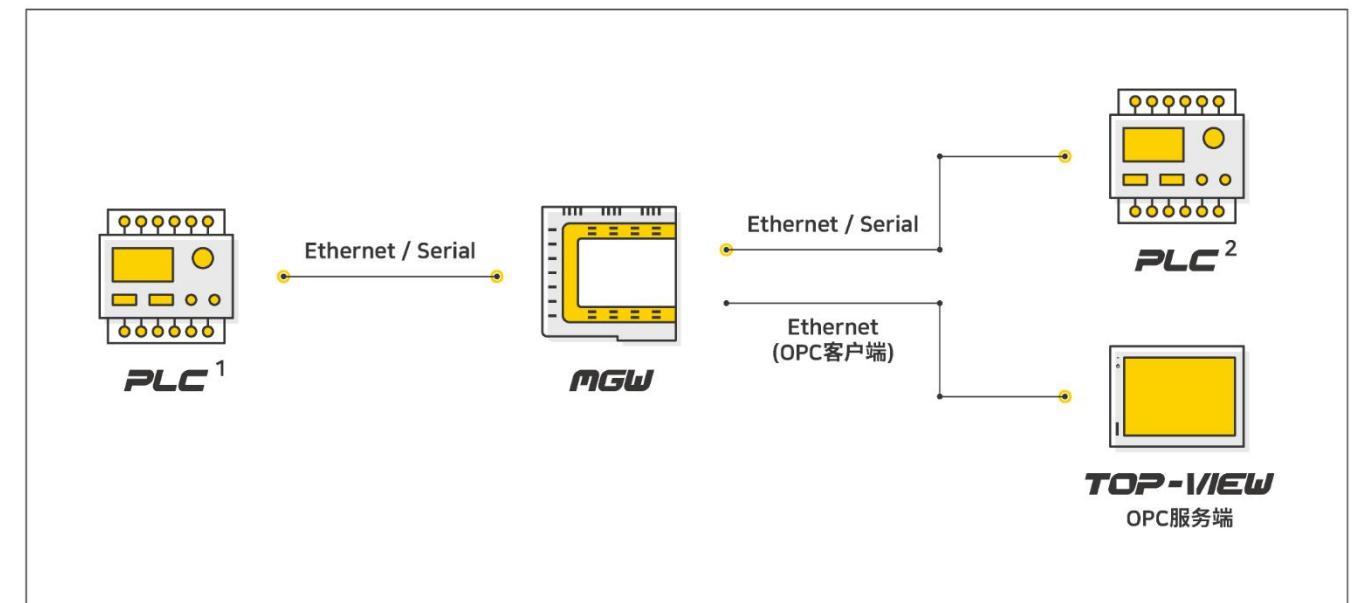 Ethernet / Serial
PLC 1
MGW
Ethernet / Serial
PLC 2
Ethernet
(OPC客户端)
TOP-VIEW
OPC服务端